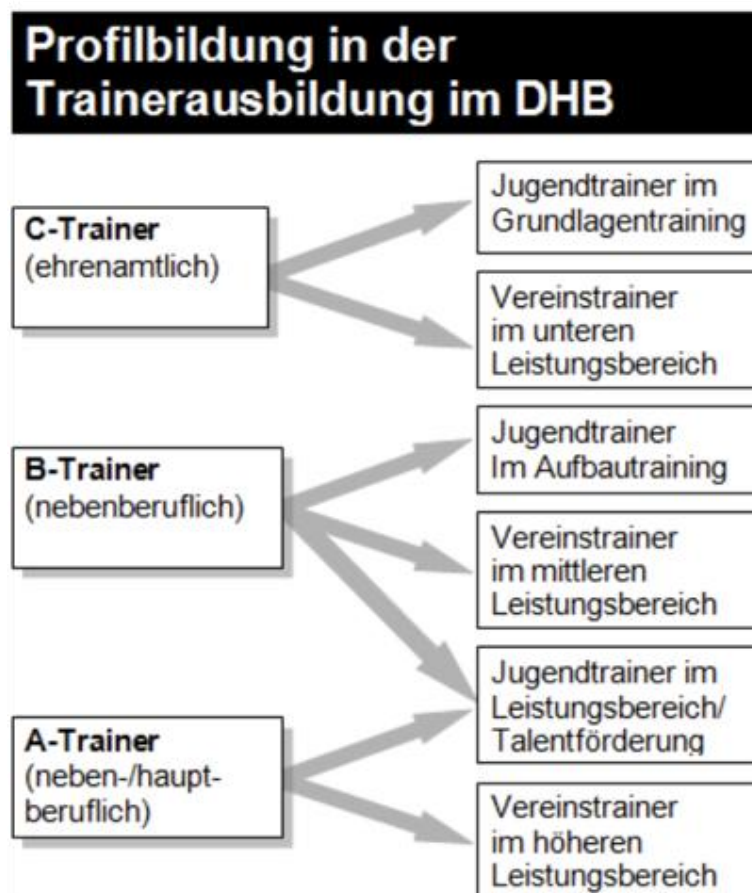 Profilbildung in der
Trainerausbildung im DHB
C-Trainer
(ehrenamtlich)
Jugendtrainer im
Grundlagentraining
Vereinstrainer
im unteren
Leistungsbereich
B-Trainer
(nebenberuflich)
Jugendtrainer
Im Aufbautraining
Vereinstrainer
im mittleren
Leistungsbereich
Jugendtrainer im
Leistungsbereich/
Talentförderung
A-Trainer
(neben-/haupt-
beruflich)
Vereinstrainer
im höheren
Leistungsbereich